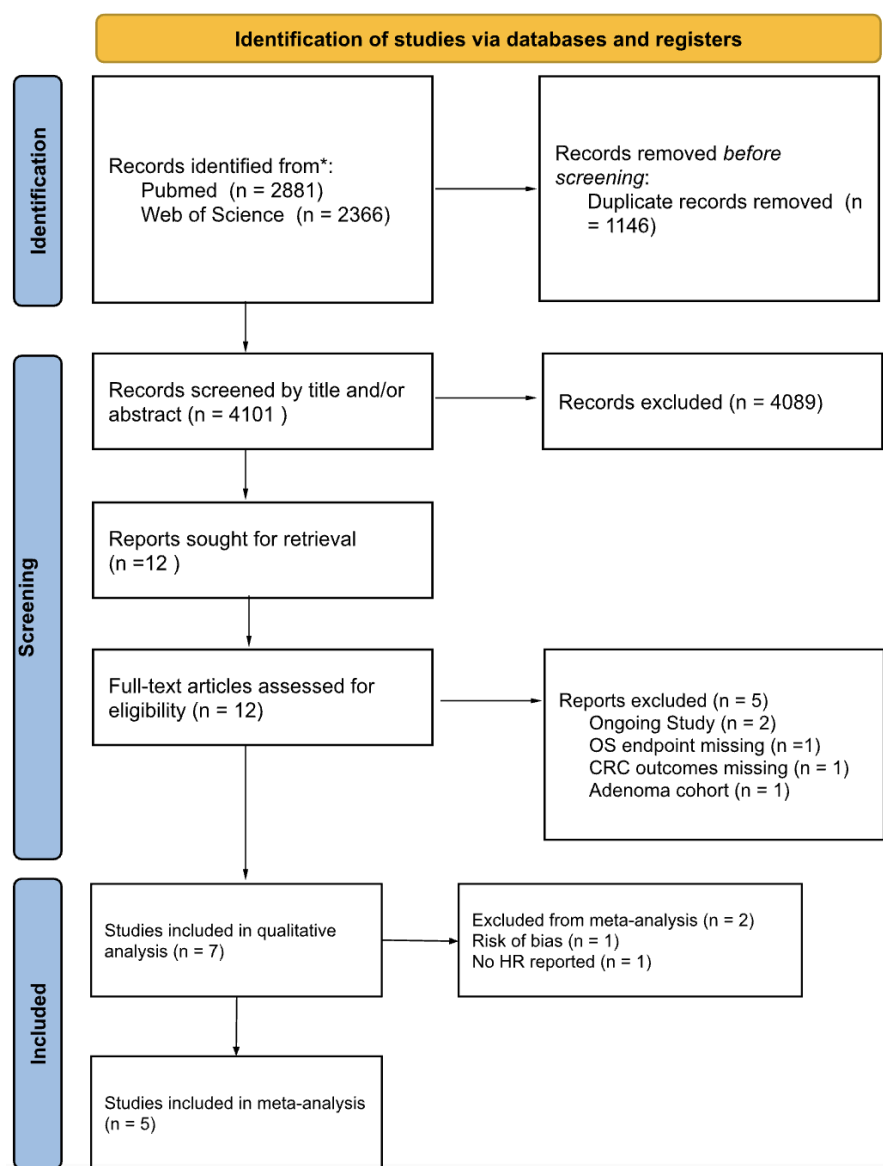 Identification of studies via databases and registers
Identification
Records identified from*:
Pubmed (n = 2881)
Web of Science (n = 2366)
Records removed before
screening:
Duplicate records removed (n
= 1146)
Screening
Records screened by title and/or
abstract (n = 4101 )
Records excluded (n = 4089)
Reports sought for retrieval
(n =12 )
Full-text articles assessed for
eligibility (n = 12)
Reports excluded (n = 5)
Ongoing Study (n = 2)
OS endpoint missing (n =1)
CRC outcomes missing (n = 1)
Adenoma cohort (n = 1)
Included
Studies included in qualitative
analysis (n = 7)
Excluded from meta-analysis (n = 2)
Risk of bias (n = 1)
No HR reported (n = 1)
Studies included in meta-analysis
(n = 5)